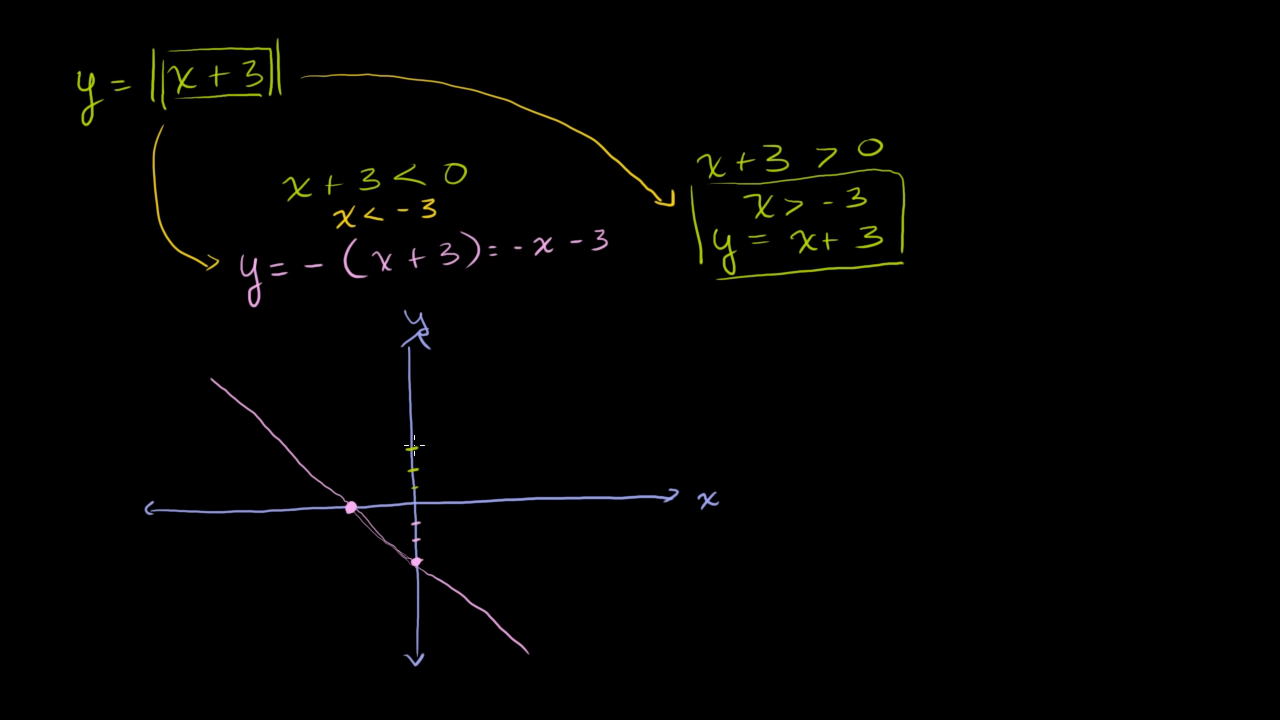 y = |x + 3|
x + 3 < 0
x < - 3
y = - (x + 3) = - x - 3
x + 3 > 0
x > - 3
y = x + 3
y
x